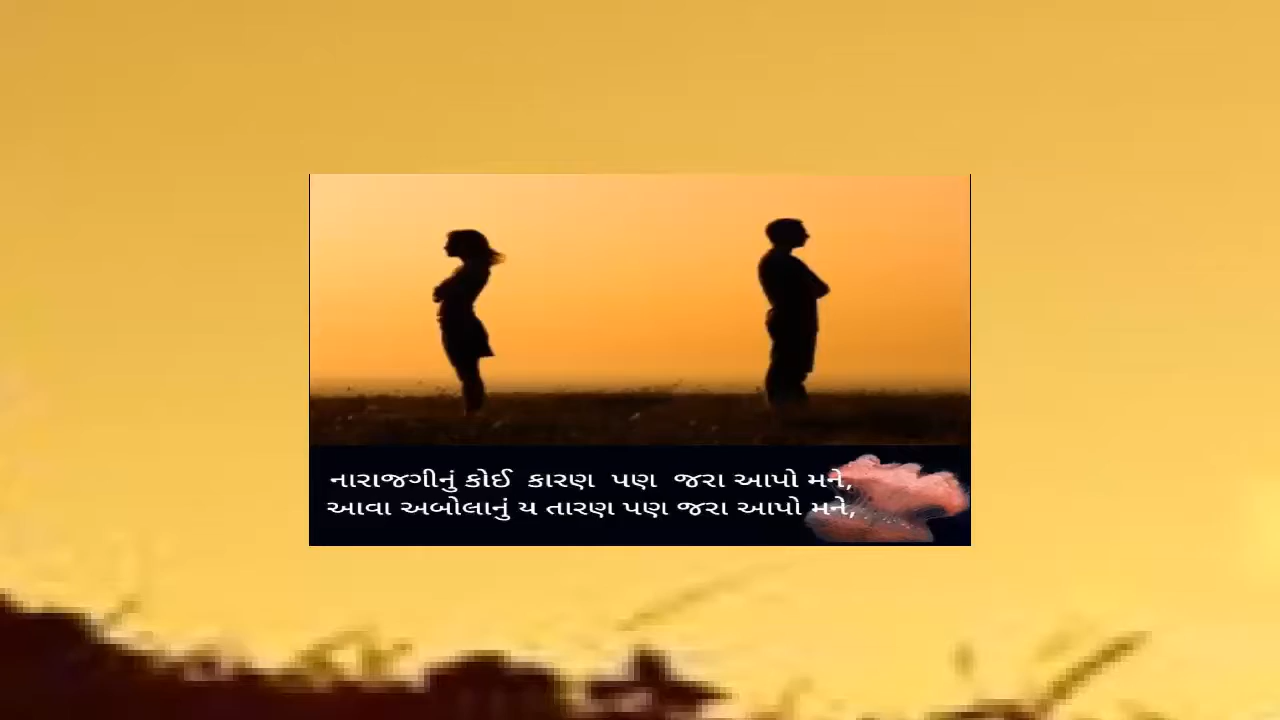 નારાજગીનું કોઈ કારણ પણ જરા આપો મને,
આવા અબોલાનું ય તારણ પણ જરા આપો મને,